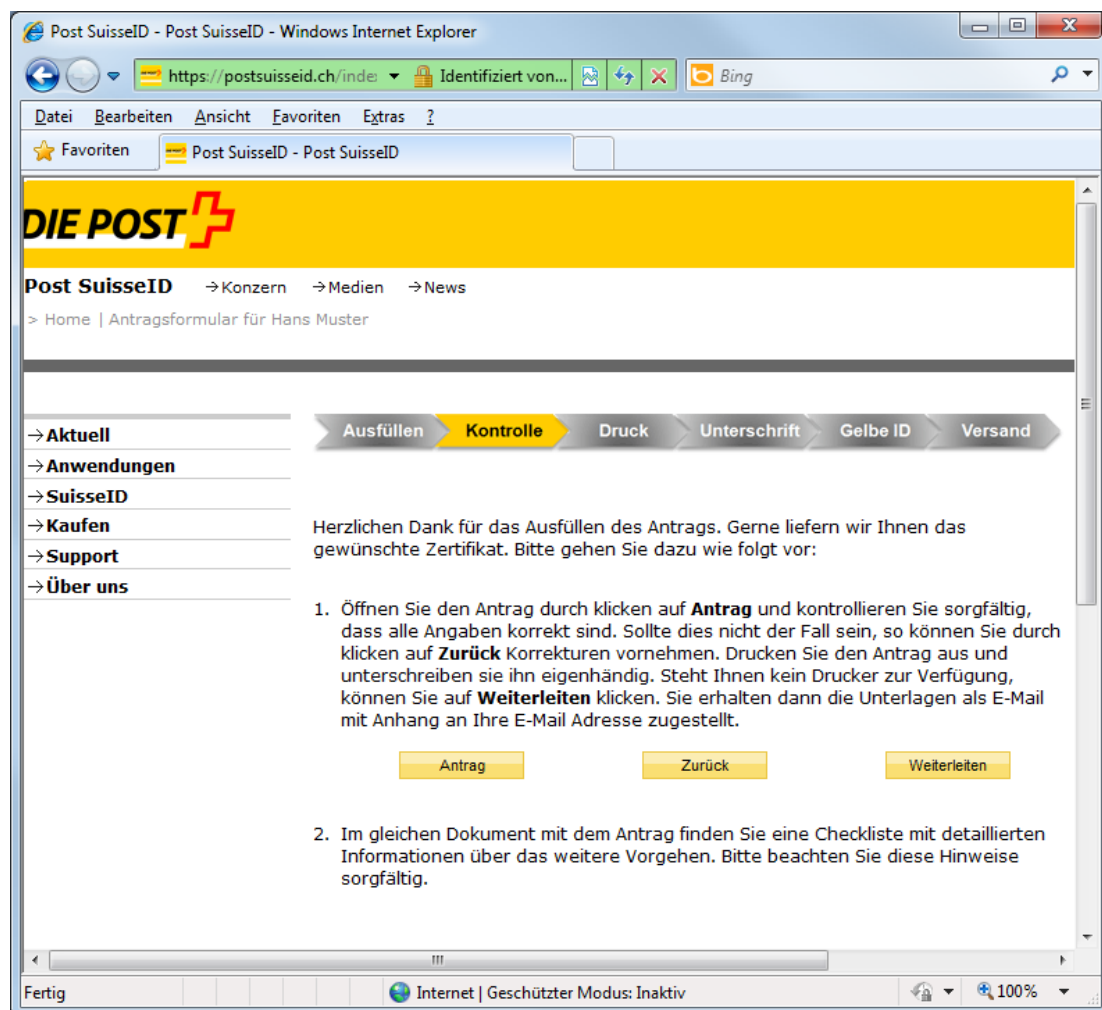 Post SuisseID - Post SuisseID - Windows Internet Explorer
https://postsuisseid.ch/inde
Identifiziert von...
Bing
Datei Bearbeiten Ansicht Favoriten Extras ?
Favoriten
Post SuisseID - Post SuisseID
DIE POST
Post SuisseID →Konzern →Medien →News
> Home | Antragsformular für Hans Muster
→Aktuell
→Anwendungen
→SuisseID
→Kaufen
→Support
→Über uns
Ausfüllen Kontrolle Druck Unterschrift Gelbe ID Versand
Herzlichen Dank für das Ausfüllen des Antrags. Gerne liefern wir Ihnen das
gewünschte Zertifikat. Bitte gehen Sie dazu wie folgt vor:
1. Öffnen Sie den Antrag durch klicken auf Antrag und kontrollieren Sie sorgfältig,
dass alle Angaben korrekt sind. Sollte dies nicht der Fall sein, so können Sie durch
klicken auf Zurück Korrekturen vornehmen. Drucken Sie den Antrag aus und
unterschreiben sie ihn eigenhändig. Steht Ihnen kein Drucker zur Verfügung,
können Sie auf Weiterleiten klicken. Sie erhalten dann die Unterlagen als E-Mail
mit Anhang an Ihre E-Mail Adresse zugestellt.
Antrag Zurück Weiterleiten
2. Im gleichen Dokument mit dem Antrag finden Sie eine Checkliste mit detaillierten
Informationen über das weitere Vorgehen. Bitte beachten Sie diese Hinweise
sorgfältig.
Fertig
Internet | Geschützter Modus: Inaktiv
100%